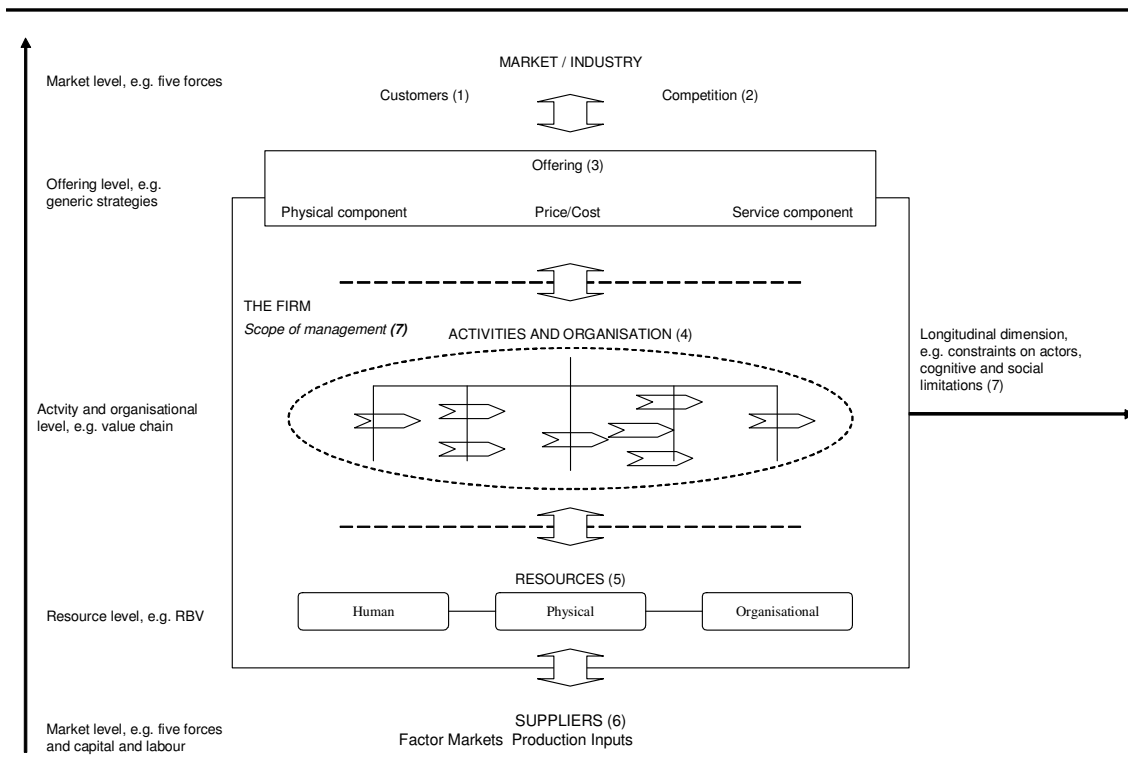 MARKET / INDUSTRY
Market level, e.g. five forces
Customers (1)
Competition (2)
Offering (3)
Offering level, e.g.
generic strategies
Physical component
Price/Cost
Service component
THE FIRM
Scope of management (7)
ACTIVITIES AND ORGANISATION (4)
Longitudinal dimension,
e.g. constraints on actors,
cognitive and social
limitations (7)
Actvity and organisational
level, e.g. value chain
RESOURCES (5)
Resource level, e.g. RBV
Human
Physical
Organisational
SUPPLIERS (6)
Factor Markets Production Inputs
Market level, e.g. five forces
and capital and labour